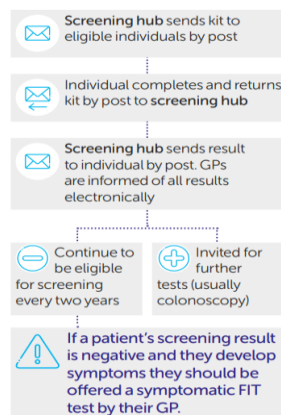 Screening hub sends kit to
eligible individuals by post
Individual completes and returns
kit by post to screening hub
Screening hub sends result
to individual by post. GPs
are informed of all results
electronically
Continue to
be eligible
for screening
every two years
Invited for
further
tests (usually
colonoscopy)
If a patient's screening result
is negative and they develop
symptoms they should be
offered a symptomatic FIT
test by their GP.